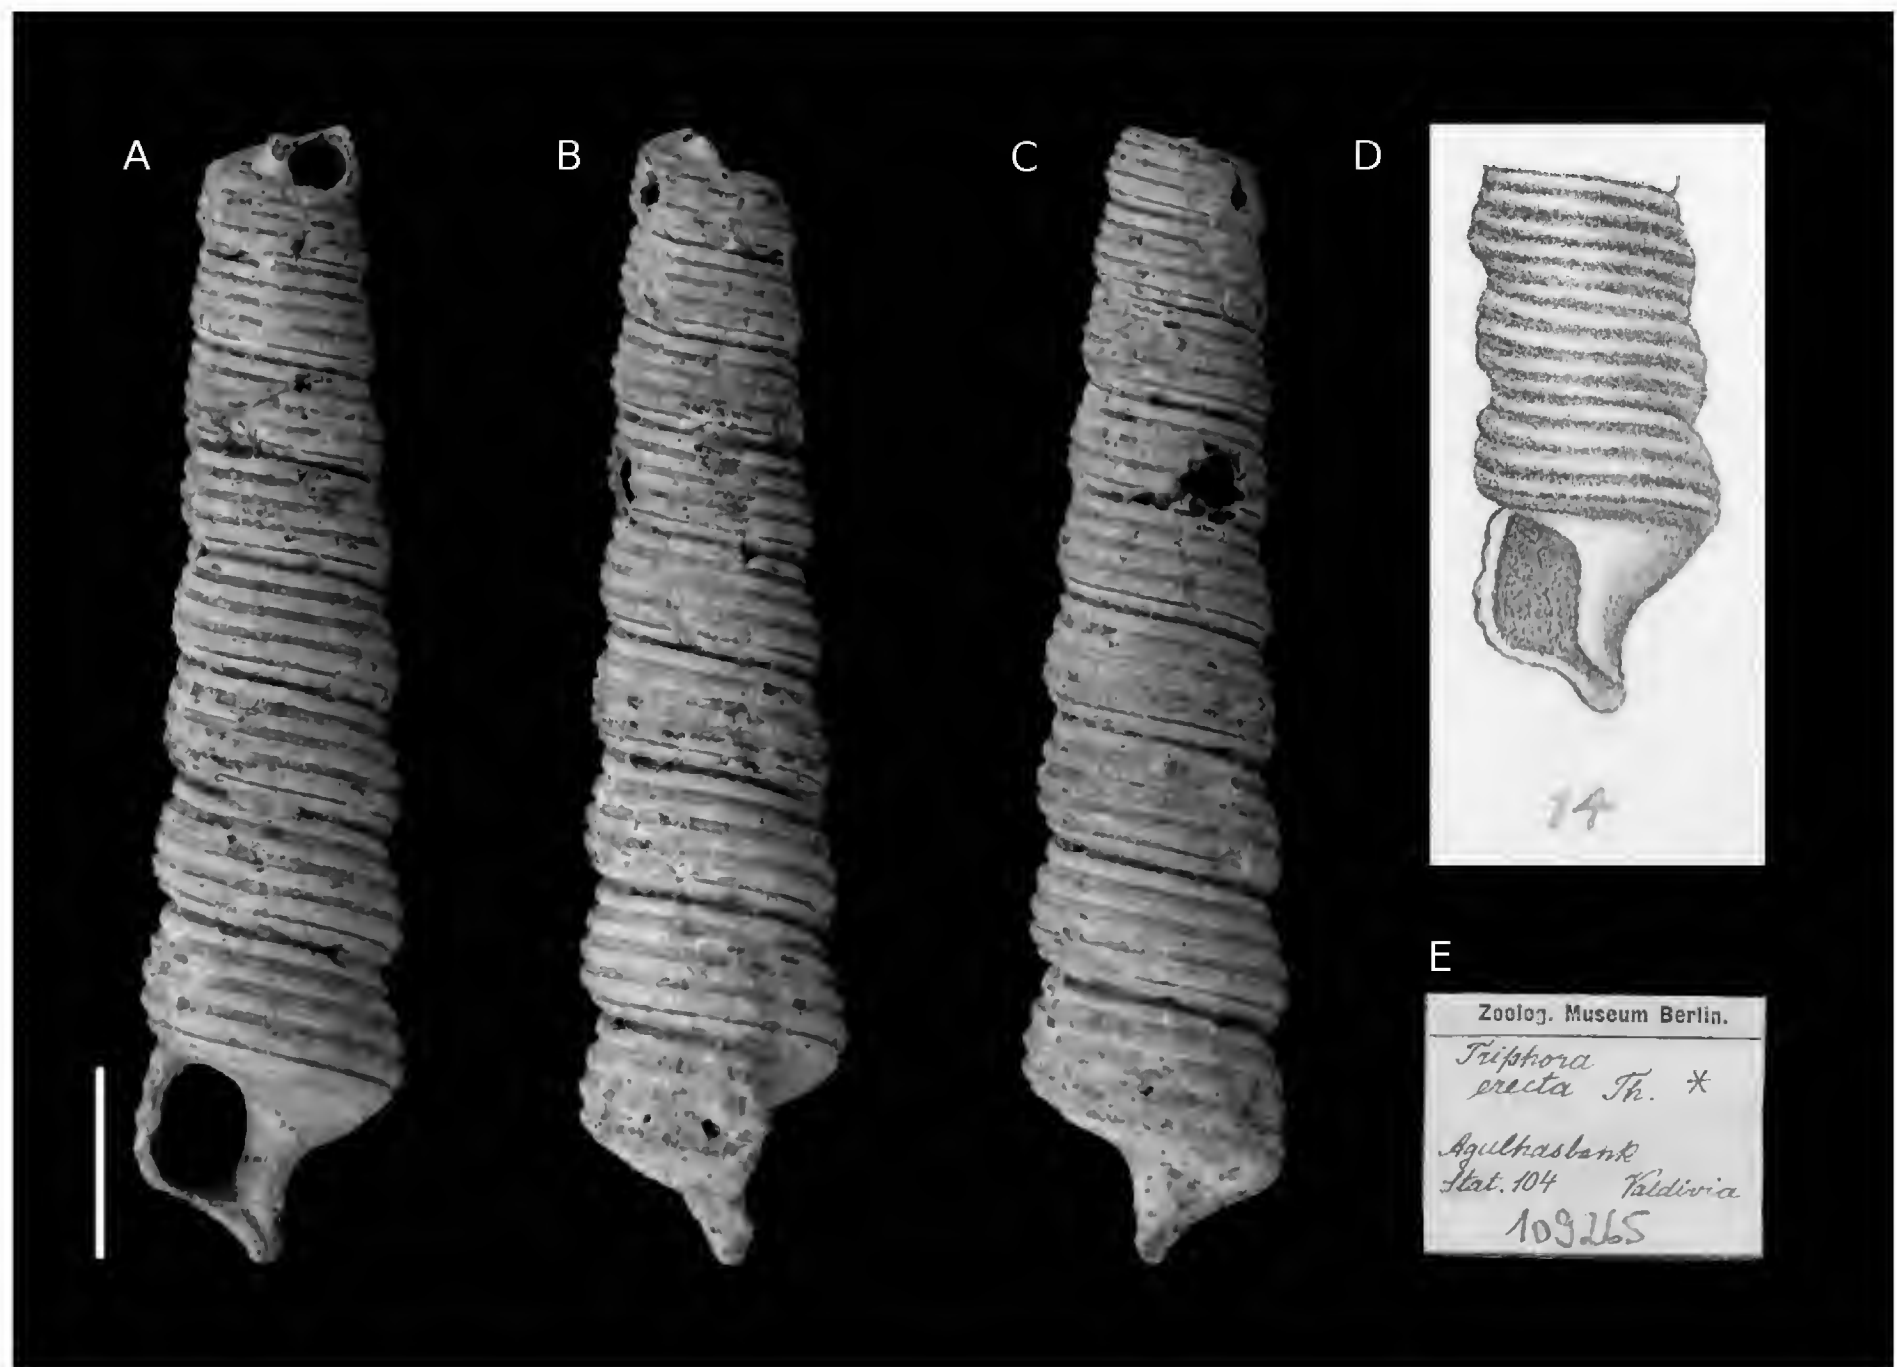 A
B
C
D
14
E
Zoolog. Museum Berlin.
Triphora
erecta Th. *
Agulhasbank
Stat. 104 Valdivia
109265